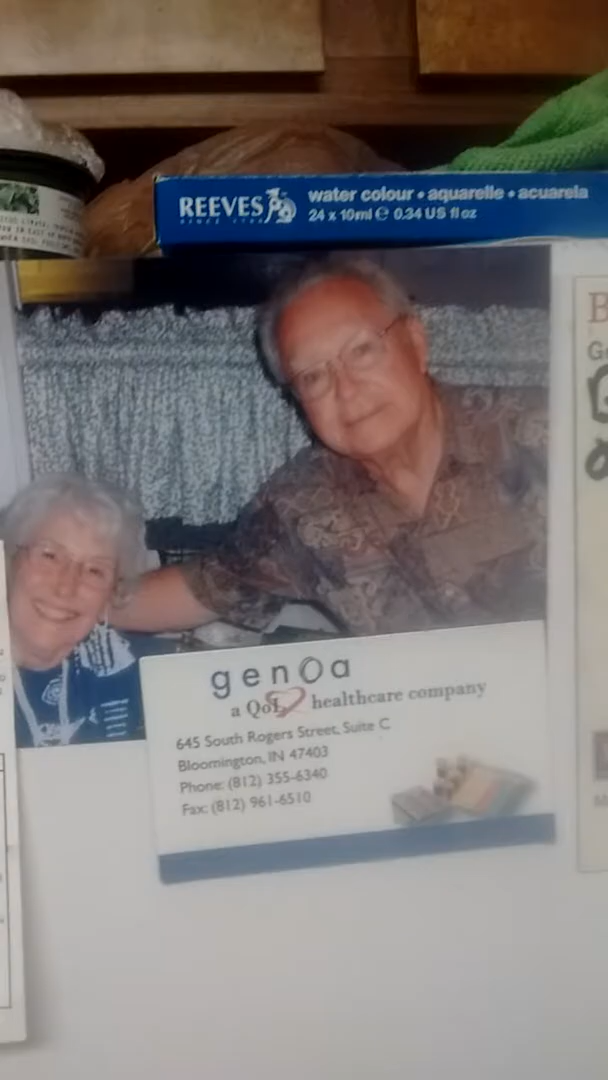 REEVES
water colour • aquarelle • acuarela
24 x 10ml ℮ 0.34 US fl oz
genoa
a QoL healthcare company
645 South Rogers Street, Suite C
Bloomington, IN 47403
Phone: (812) 355-6340
Fax: (812) 961-6510